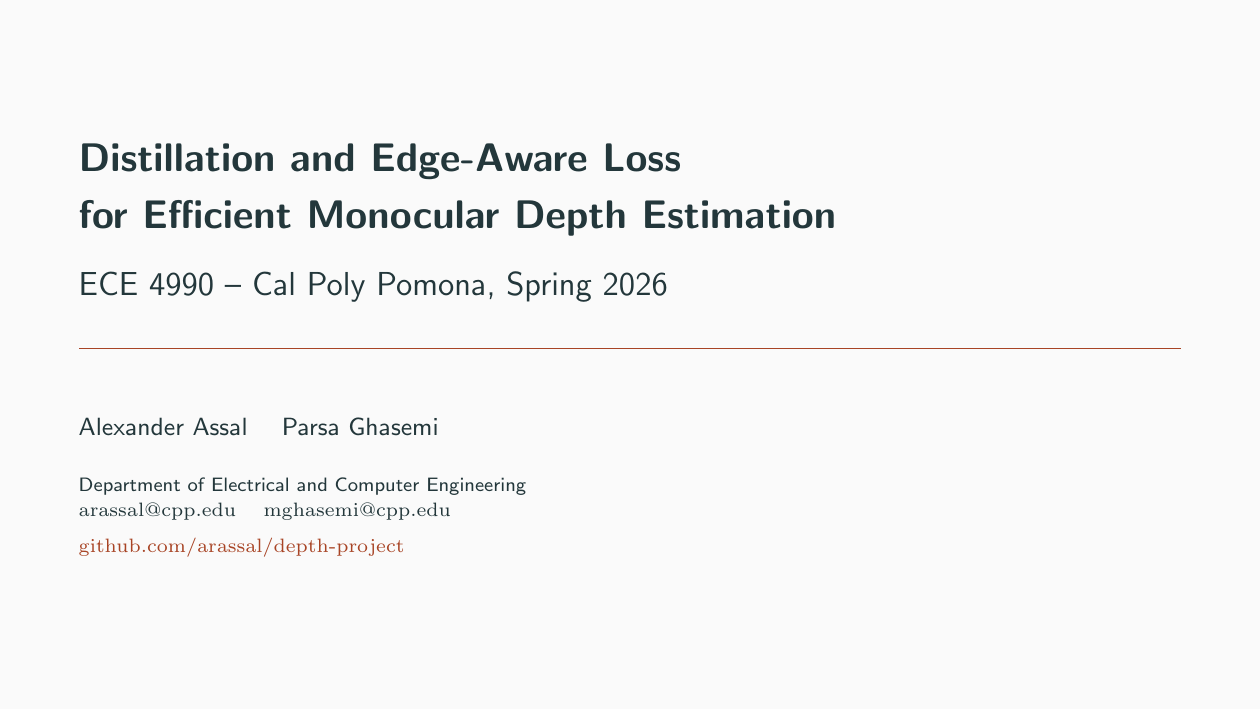 Distillation and Edge-Aware Loss
for Efficient Monocular Depth Estimation
ECE 4990 – Cal Poly Pomona, Spring 2026
Alexander Assal Parsa Ghasemi
Department of Electrical and Computer Engineering
arassal@cpp.edu mghasemi@cpp.edu
github.com/arassal/depth-project